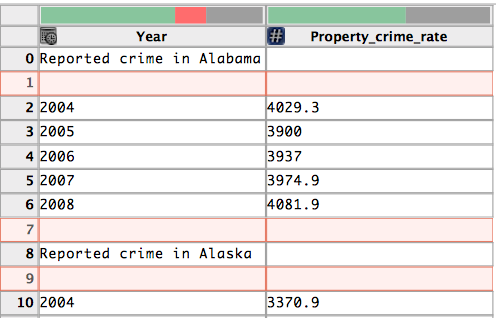 # Year Property_crime_rate
0 Reported crime in Alabama
1
2 2004 4029.3
3 2005 3900
4 2006 3937
5 2007 3974.9
6 2008 4081.9
7
8 Reported crime in Alaska
9
10 2004 3370.9